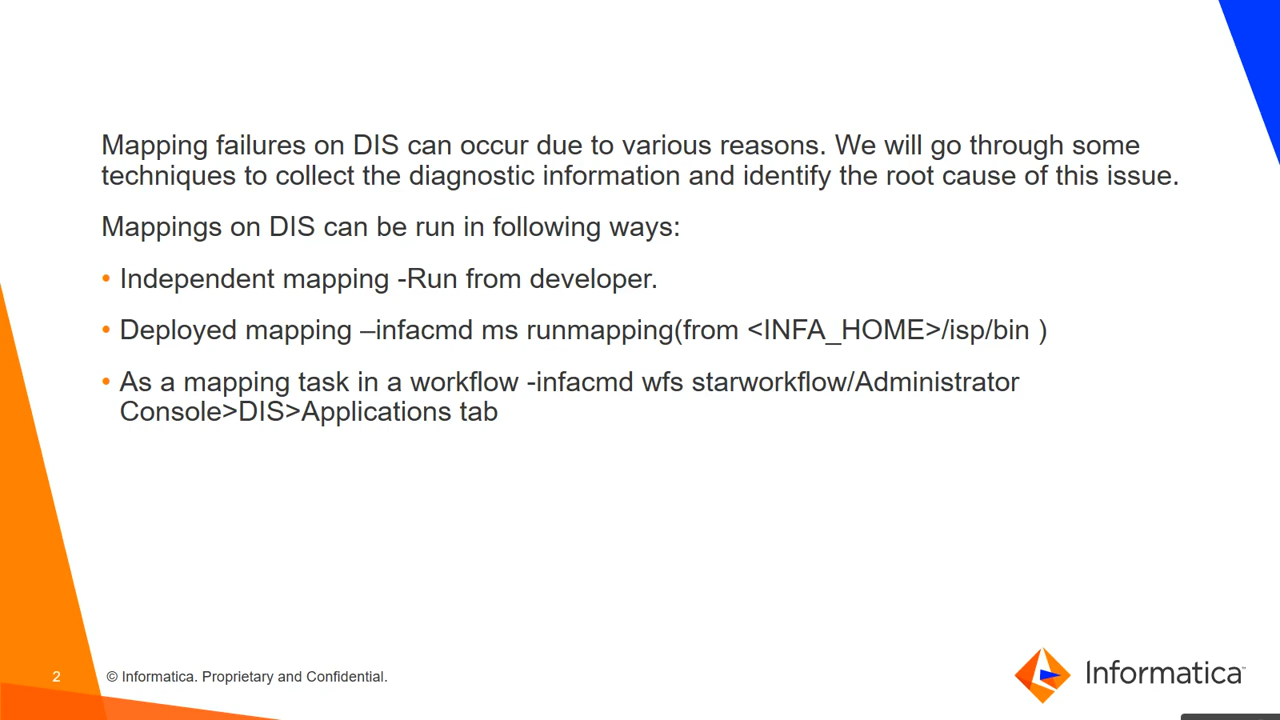 Mapping failures on DIS can occur due to various reasons. We will go through some
techniques to collect the diagnostic information and identify the root cause of this issue.
Mappings on DIS can be run in following ways:
• Independent mapping -Run from developer.
• Deployed mapping –infacmd ms runmapping(from <INFA_HOME>/isp/bin )
• As a mapping task in a workflow -infacmd wfs starworkflow/Administrator
Console>DIS>Applications tab
2
© Informatica. Proprietary and Confidential.
Informatica™